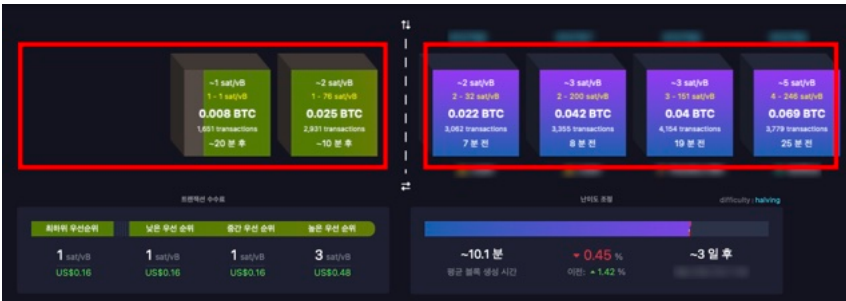 ~1 sat/vB
1 - 1 sat/vB
0.008 BTC
1,651 transactions
~20 분 후
~2 sat/vB
1 - 76 sat/vB
0.025 BTC
2,931 transactions
~10 분 후
~2 sat/vB
2 - 32 sat/vB
0.022 BTC
3,062 transactions
7 분 전
~3 sat/vB
2 - 200 sat/vB
0.042 BTC
3,355 transactions
8 분 전
~3 sat/vB
3 - 151 sat/vB
0.04 BTC
4,154 transactions
19 분 전
~5 sat/vB
4 - 246 sat/vB
0.069 BTC
3,779 transactions
25 분 전
트랜잭션 수수료
최하위 우선순위
낮은 우선 순위
중간 우선 순위
높은 우선 순위
1 sat/vB
1 sat/vB
1 sat/vB
3 sat/vB
US$0.16
US$0.16
US$0.16
US$0.48
난이도 조절
difficulty | halving
~10.1 분
평균 블록 생성 시간
0.45 %
이전: 1.42 %
~3 일 후